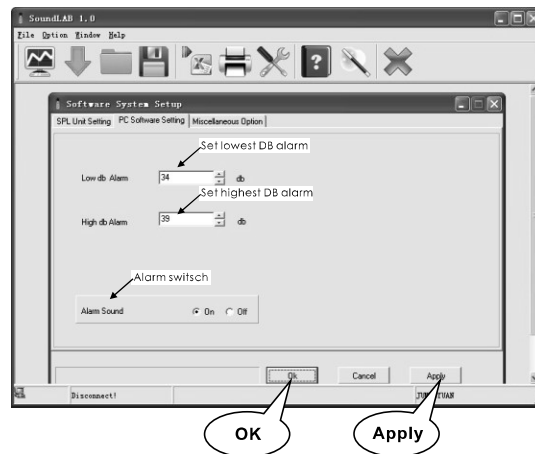 SoundLAB 1.0
File Option Window Help
Software System Setup
SPL Unit Setting PC Software Setting Miscellaneous Option
Set lowest DB alarm
Low db Alarm 34 db
Set highest DB alarm
High db Alarm 39 db
Alarm switsch
Alarm Sound On Off
Ok Cancel Apply
Disconnect!
OK Apply